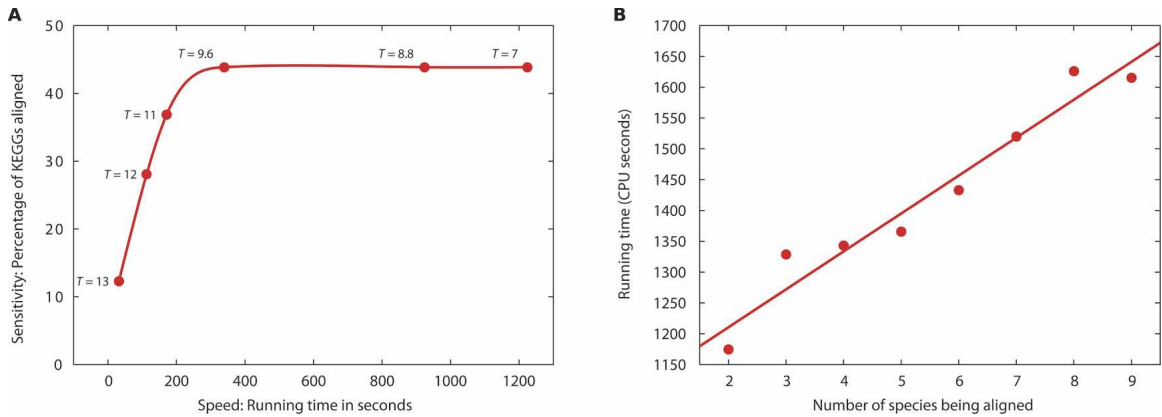 A
50
40
30
20
10
0
Sensitivity: Percentage of KEGGs aligned
T = 9.6
T = 8.8
T = 7
T = 11
T = 12
T = 13
0 200 400 600 800 1000 1200
Speed: Running time in seconds
B
1700
1650
1600
1550
1500
1450
1400
1350
1300
1250
1200
1150
Running time (CPU seconds)
2 3 4 5 6 7 8 9
Number of species being aligned